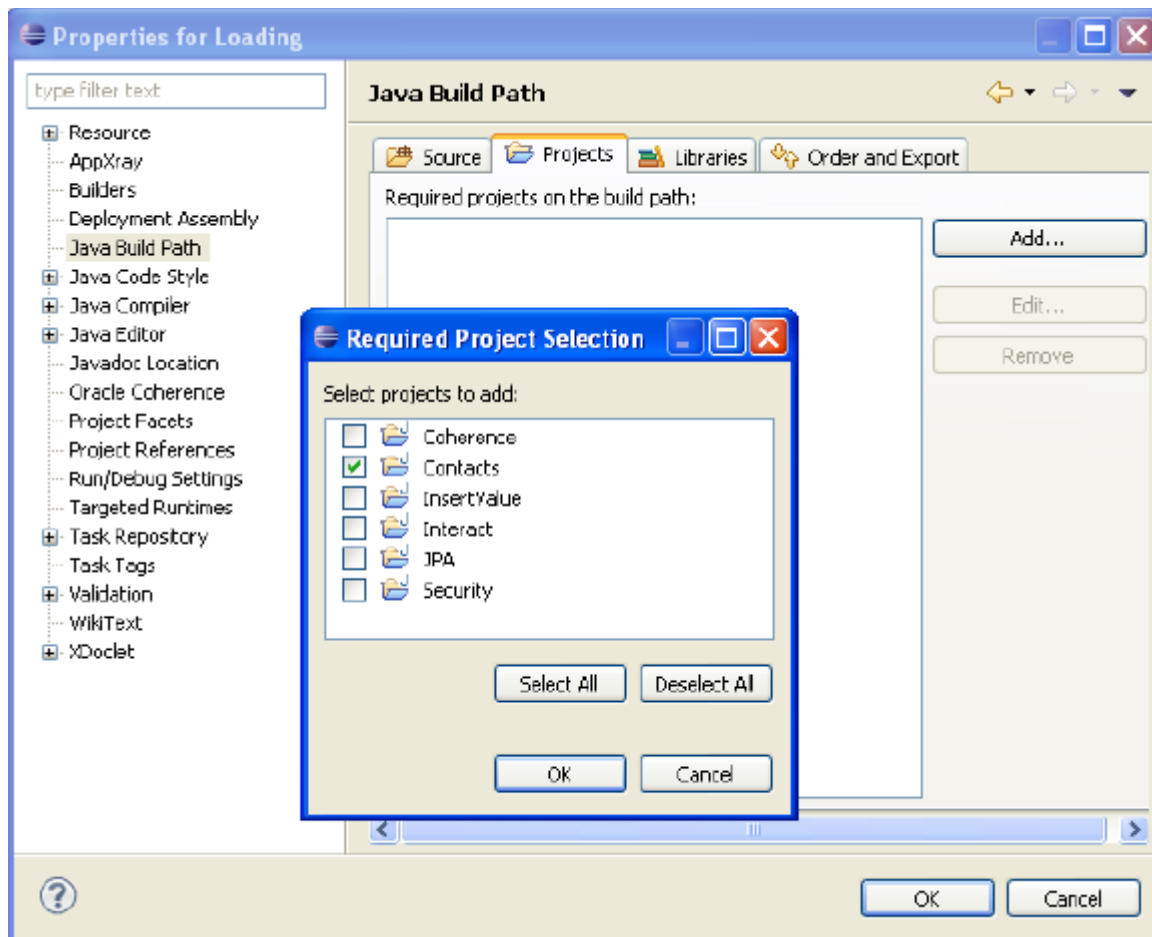 Properties for Loading
type filter text
Resource
AppXray
Builders
Deployment Assembly
Java Build Path
Java Code Style
Java Compiler
Java Editor
Javadoc Location
Oracle Coherence
Project Facets
Project References
Run/Debug Settings
Targeted Runtimes
Task Repository
Task Tags
Validation
WikiText
XDoclet
Java Build Path
Source Projects Libraries Order and Export
Required projects on the build path:
Add...
Edit...
Remove
Required Project Selection
Select projects to add:
Coherence
Contacts
InsertValue
Interact
JPA
Security
Select All Deselect All
OK Cancel
OK Cancel